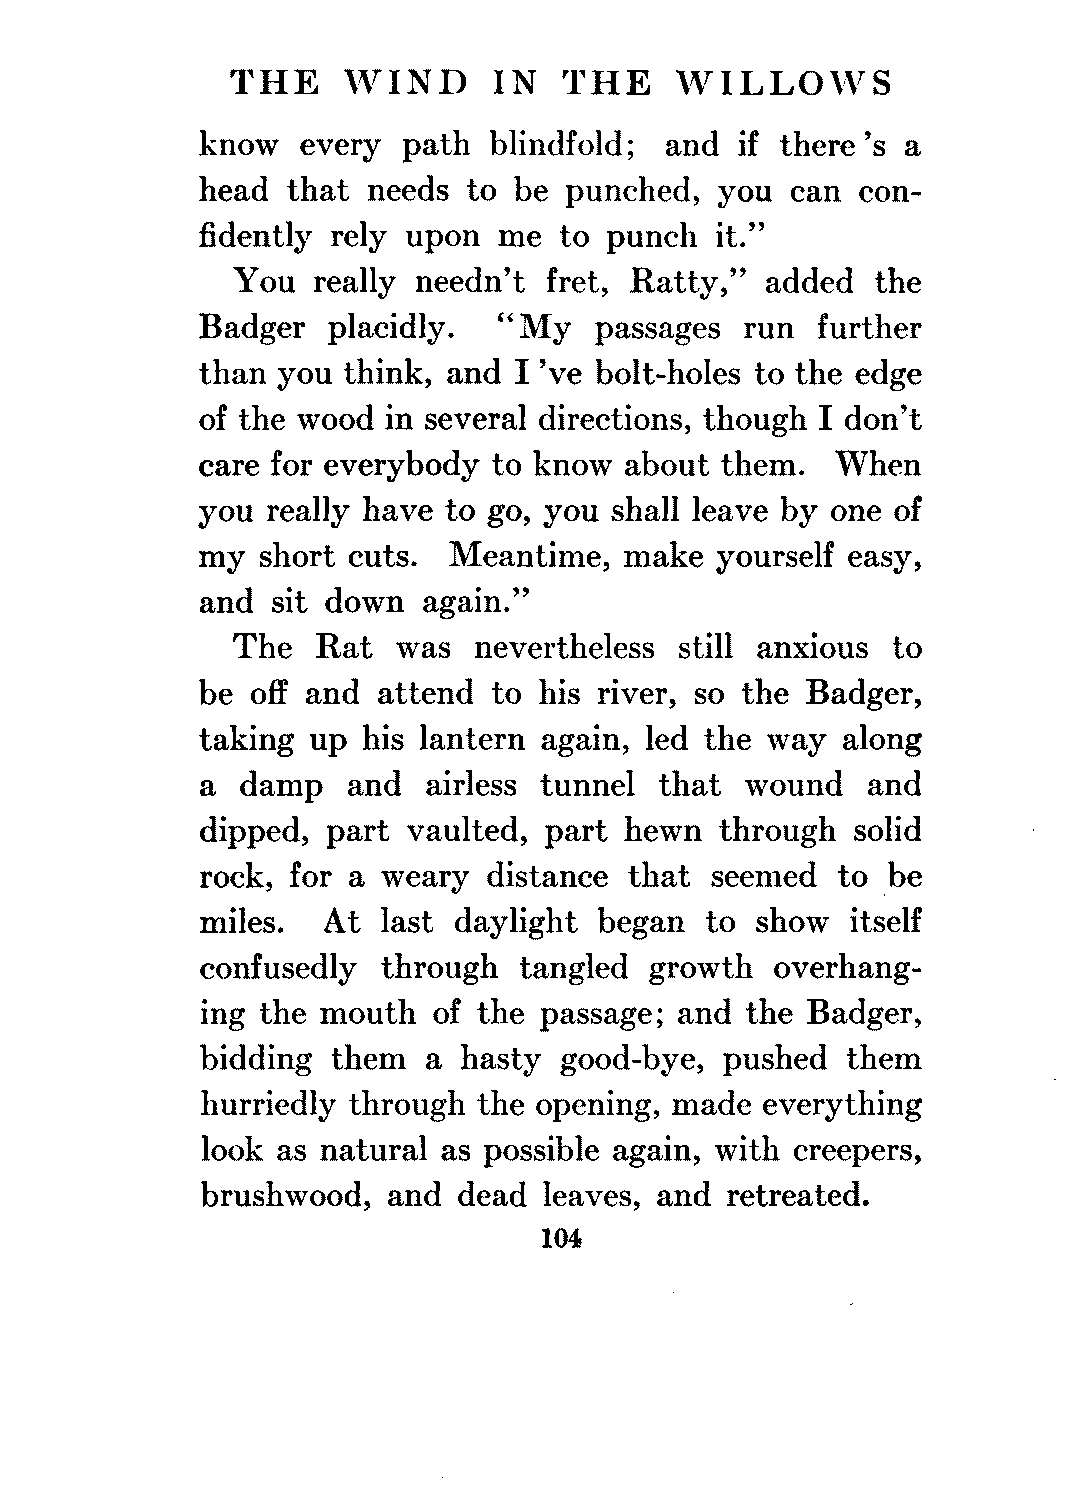 THE WIND IN THE WILLOWS
know every path blindfold; and if there's a
head that needs to be punched, you can con-
fidently rely upon me to punch it.”
You really needn't fret, Ratty,” added the
Badger placidly. “My passages run further
than you think, and I've bolt-holes to the edge
of the wood in several directions, though I don't
care for everybody to know about them. When
you really have to go, you shall leave by one of
my short cuts. Meantime, make yourself easy,
and sit down again.”
The Rat was nevertheless still anxious to
be off and attend to his river, so the Badger,
taking up his lantern again, led the way along
a damp and airless tunnel that wound and
dipped, part vaulted, part hewn through solid
rock, for a weary distance that seemed to be
miles. At last daylight began to show itself
confusedly through tangled growth overhang-
ing the mouth of the passage; and the Badger,
bidding them a hasty good-bye, pushed them
hurriedly through the opening, made everything
look as natural as possible again, with creepers,
brushwood, and dead leaves, and retreated.
104